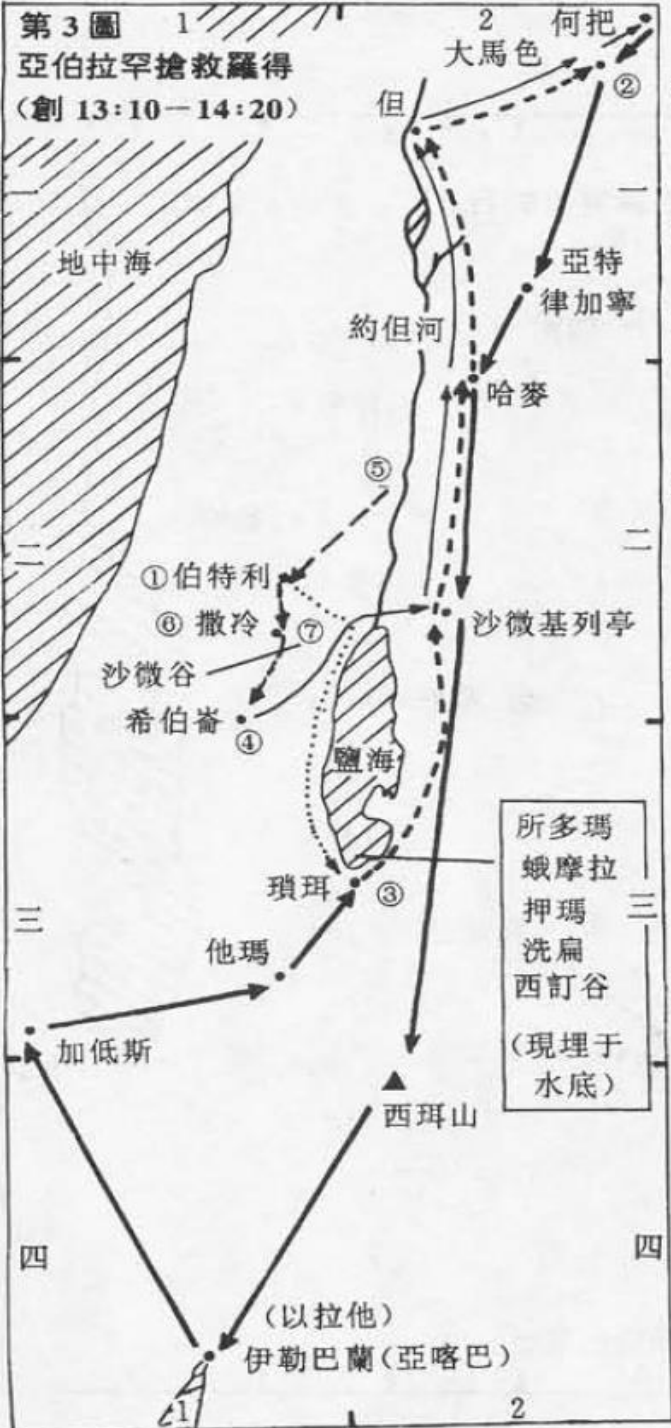 第 3 圖
亞伯拉罕搶救羅得
(創 13:10－14:20)
1
2
何把
大馬色
②
但
一
一
地中海
亞特
律加寧
約但河
哈麥
⑤
二
二
①伯特利
⑥ 撒冷
⑦
沙微基列亭
沙微谷
希伯崙
④
鹽海
所多瑪
蛾摩拉
押瑪
洗扁
西訂谷
(現埋于
水底)
瑣珥
③
三
三
他瑪
加低斯
西珥山
四
四
(以拉他)
伊勒巴蘭(亞喀巴)
1
2